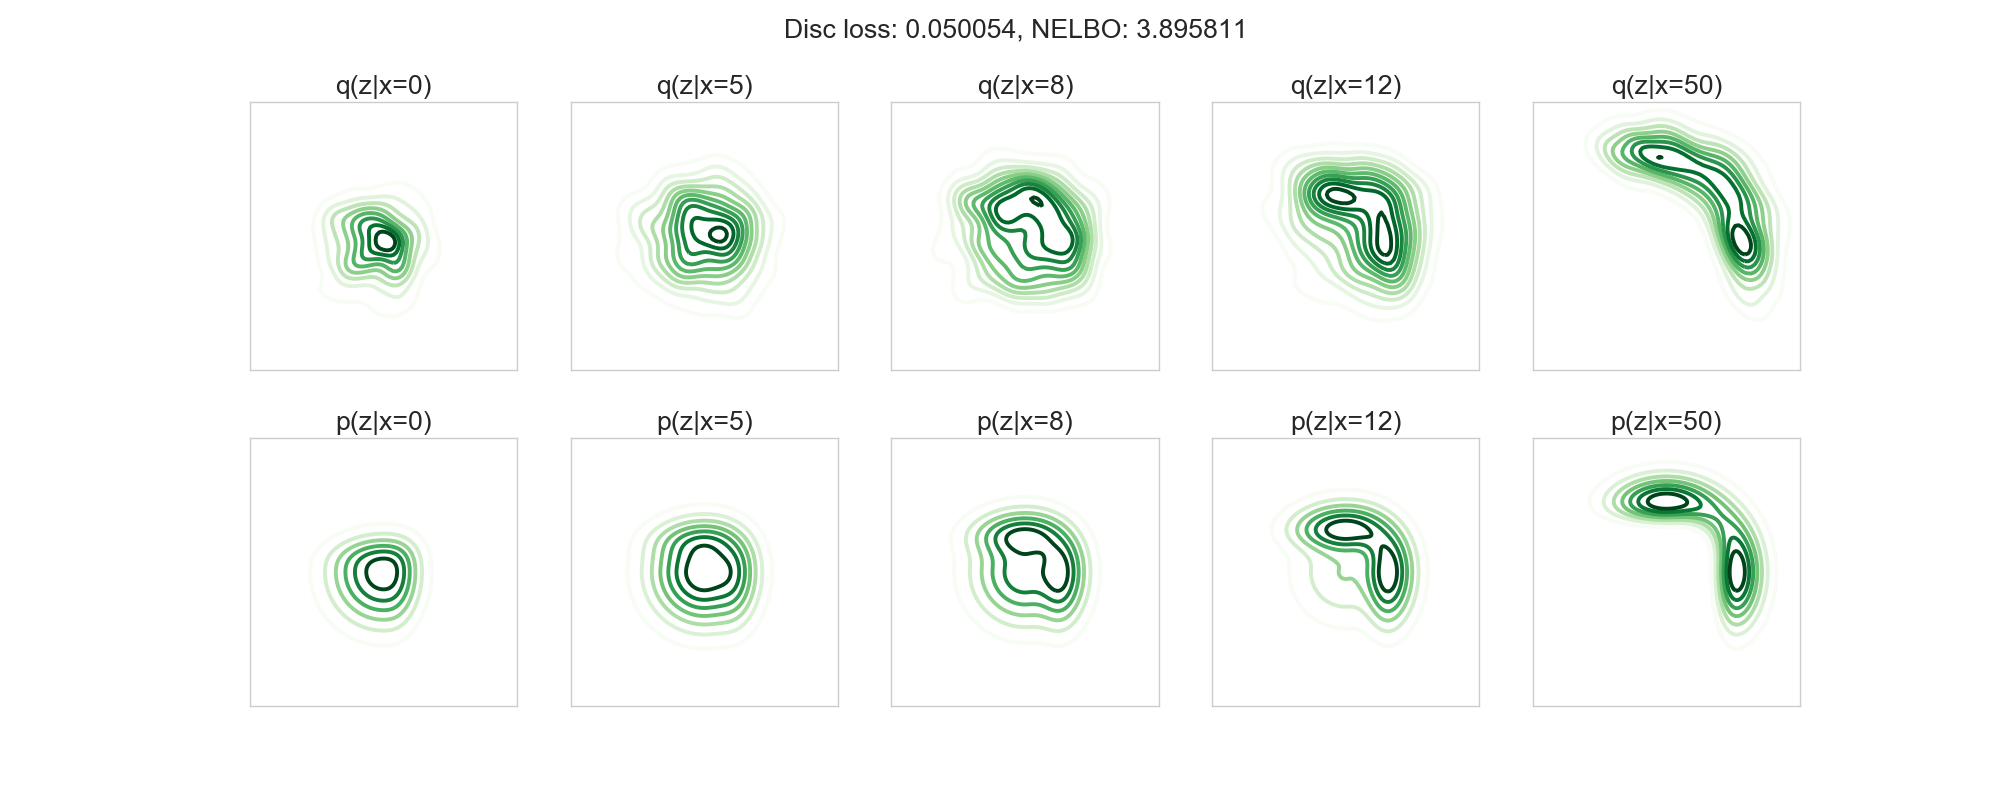 Disc loss: 0.050054, NELBO: 3.895811
q(z|x=0) q(z|x=5) q(z|x=8) q(z|x=12) q(z|x=50)
p(z|x=0) p(z|x=5) p(z|x=8) p(z|x=12) p(z|x=50)